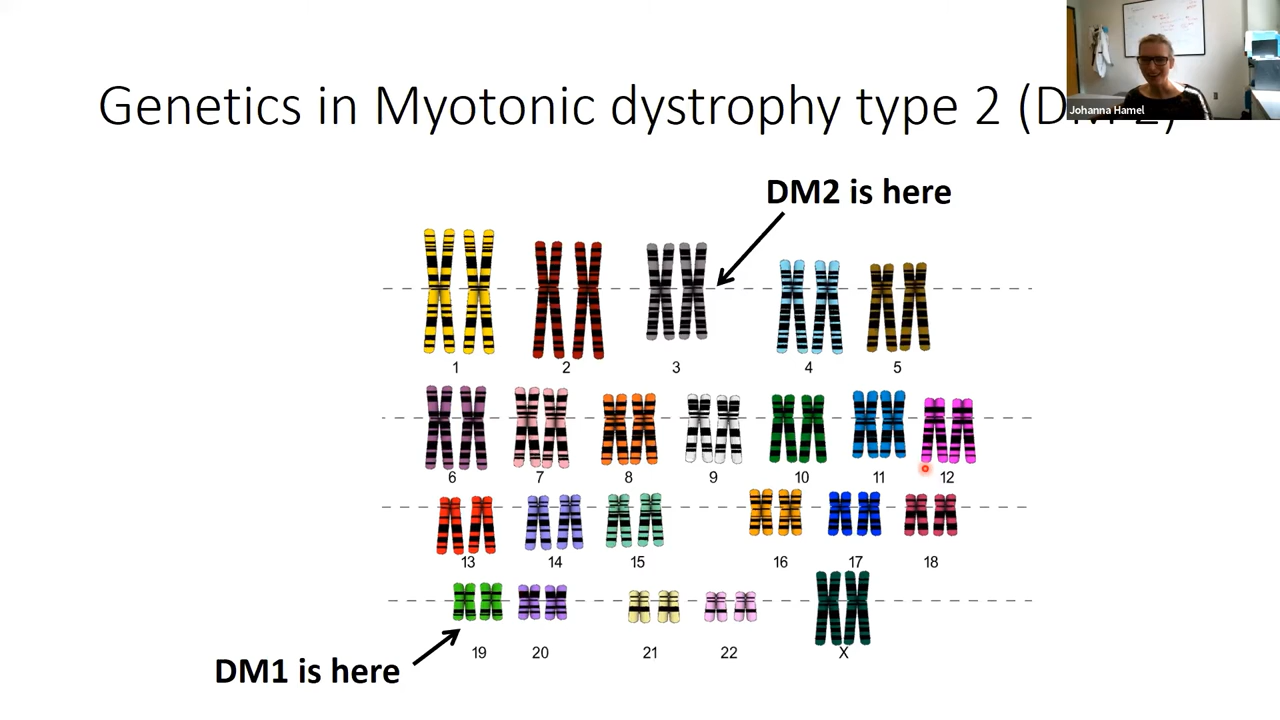 Genetics in Myotonic dystrophy type 2 (D
Johanna Hamel
DM2 is here
1 2 3 4 5
6 7 8 9 10 11 12
13 14 15 16 17 18
19 20 21 22 X
DM1 is here